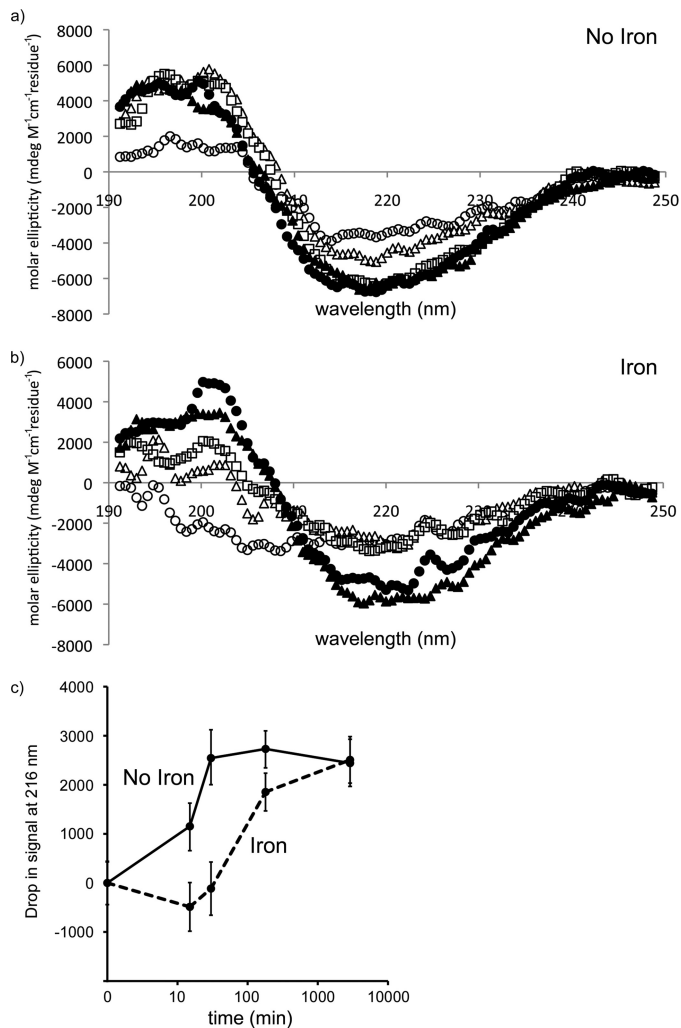 a)
No Iron
molar ellipticity (mdeg M⁻¹cm⁻¹residue⁻¹)
8000
6000
4000
2000
0
-2000
-4000
-6000
-8000
190 200 210 220 230 240 250
wavelength (nm)
b)
Iron
molar ellipticity (mdeg M⁻¹cm⁻¹residue⁻¹)
6000
4000
2000
0
-2000
-4000
-6000
-8000
190 200 210 220 230 240 250
wavelength (nm)
c)
Drop in signal at 216 nm
4000
3000
2000
1000
0
-1000
No Iron
Iron
0 10 100 1000 10000
time (min)